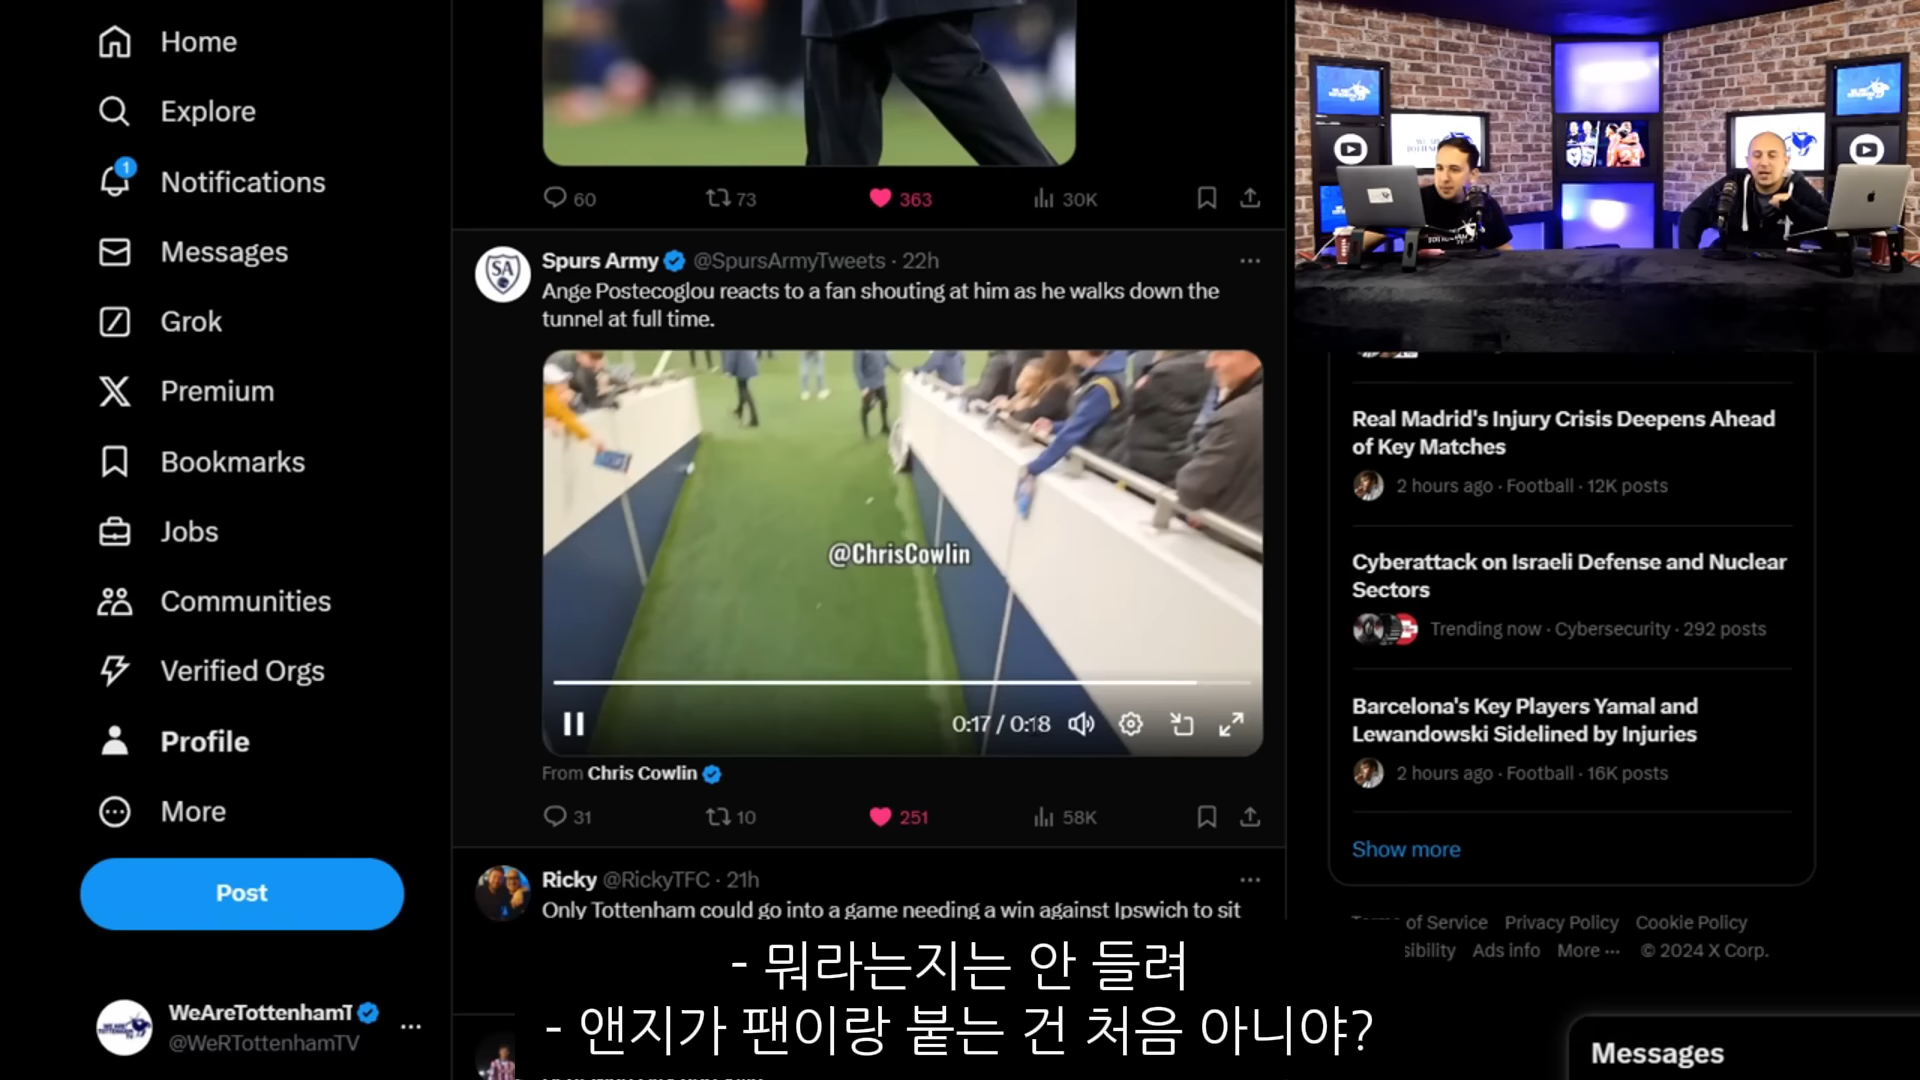 Home
Explore
1
Notifications
Messages
Grok
Premium
Bookmarks
Jobs
Communities
Verified Orgs
Profile
More
Post
WeAreTottenhamT
@WeRTottenhamTV
60
73
363
30K
SA
Spurs Army @SpursArmyTweets · 22h
Ange Postecoglou reacts to a fan shouting at him as he walks down the
tunnel at full time.
@ChrisCowlin
0:17 / 0:18
From Chris Cowlin
31
10
251
58K
Ricky @RickyTFC · 21h
Only Tottenham could go into a game needing a win against Ipswich to sit
Real Madrid's Injury Crisis Deepens Ahead
of Key Matches
2 hours ago · Football · 12K posts
Cyberattack on Israeli Defense and Nuclear
Sectors
Trending now · Cybersecurity · 292 posts
Barcelona's Key Players Yamal and
Lewandowski Sidelined by Injuries
2 hours ago · Football · 16K posts
Show more
of Service Privacy Policy Cookie Policy
sibility Ads info More ··· © 2024 X Corp.
- 뭐라는지는 안 들려
- 앤지가 팬이랑 붙는 건 처음 아니야?
Messages